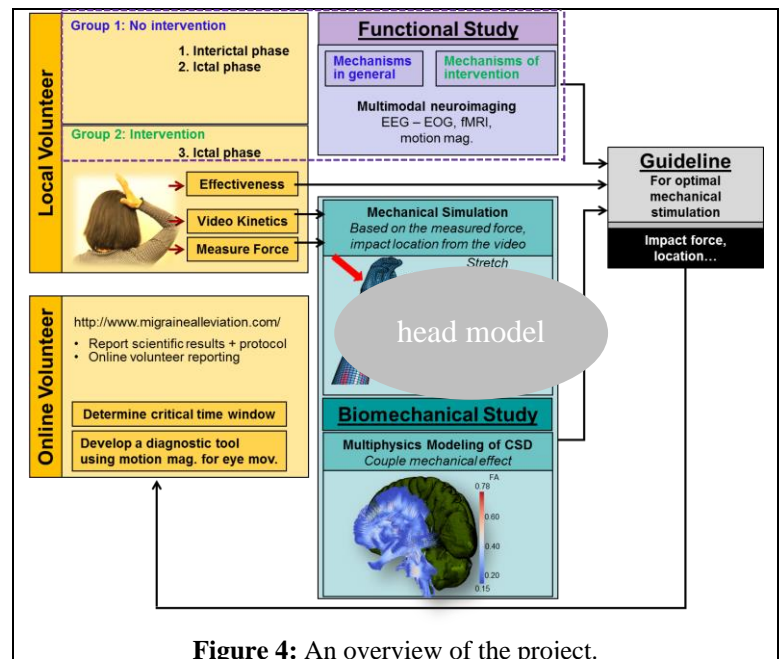 Local Volunteer
Group 1: No intervention
1. Interictal phase
2. Ictal phase
Group 2: Intervention
3. Ictal phase
Effectiveness
Video Kinetics
Measure Force
Functional Study
Mechanisms
in general
Mechanisms of
intervention
Multimodal neuroimaging
EEG – EOG, fMRI,
motion mag.
Mechanical Simulation
Based on the measured force,
impact location from the video
Stretch
head model
Biomechanical Study
Multiphysics Modeling of CSD
Couple mechanical effect
FA
0.78
0.60
0.40
0.20
0.15
Guideline
For optimal
mechanical
stimulation
Impact force,
location…
Online Volunteer
http://www.migrainealleviation.com/
• Report scientific results + protocol
• Online volunteer reporting
Determine critical time window
Develop a diagnostic tool
using motion mag. for eye mov.
Figure 4: An overview of the project.